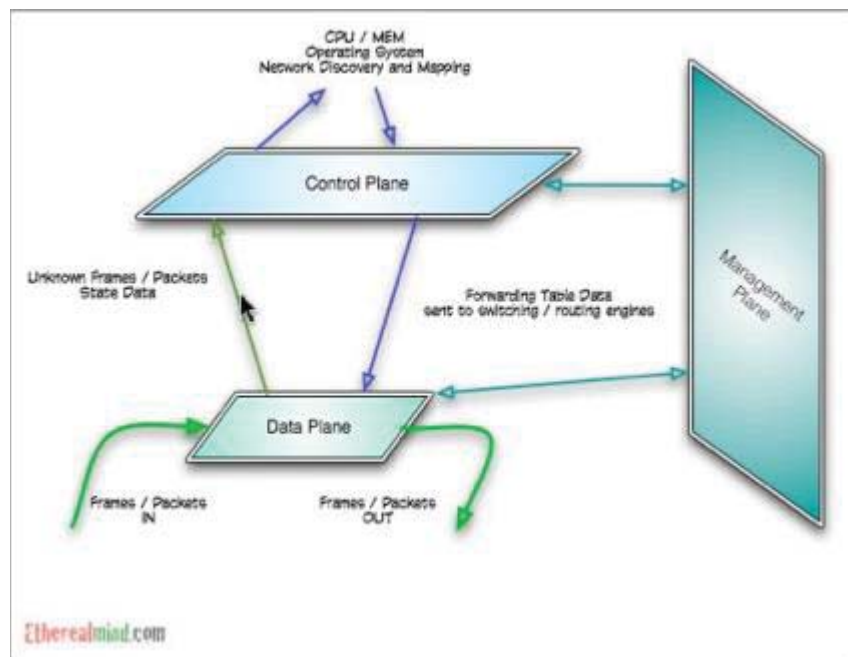 CPU / MEM
Operating System
Network Discovery and Mapping
Control Plane
Unknown Frames / Packets
State Data
Forwarding Table Data
sent to switching / routing engines
Management
Plane
Data Plane
Frames / Packets
IN
Frames / Packets
OUT
Etherealmind.com